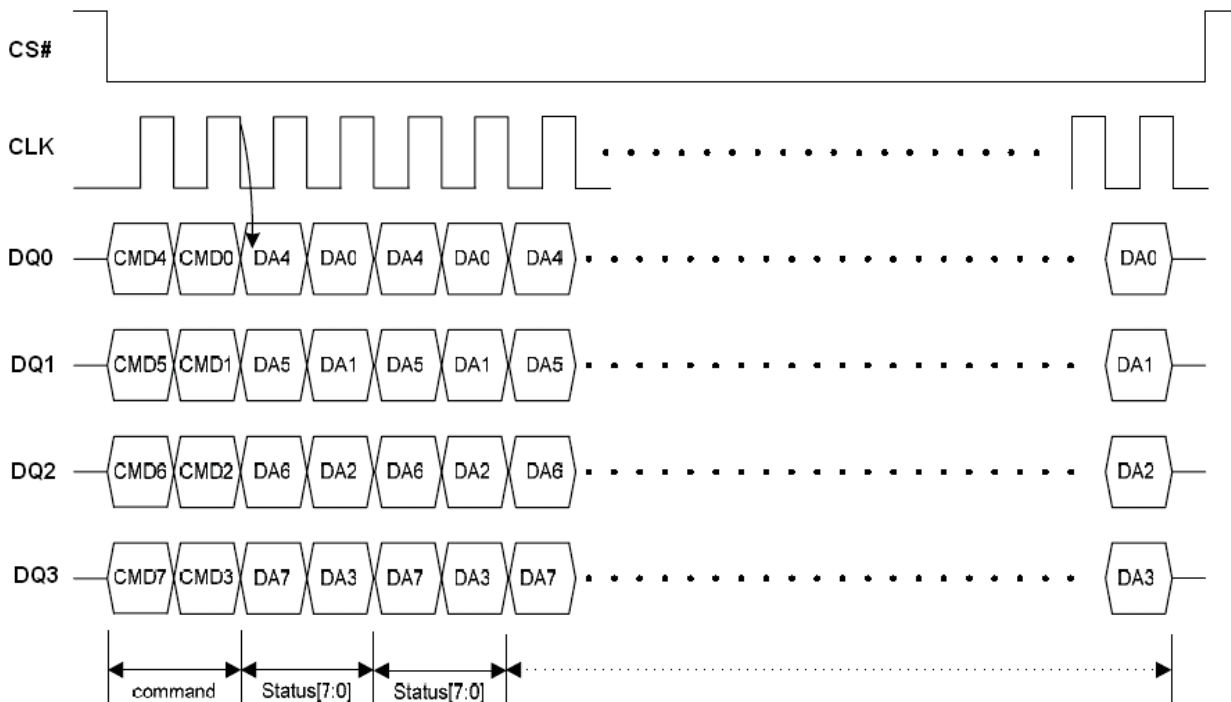 CS#
CLK
DQ0 CMD4 CMD0 DA4 DA0 DA4 DA0 DA4 DA0
DQ1 CMD5 CMD1 DA5 DA1 DA5 DA1 DA5 DA1
DQ2 CMD6 CMD2 DA6 DA2 DA6 DA2 DA6 DA2
DQ3 CMD7 CMD3 DA7 DA3 DA7 DA3 DA7 DA3
command Status[7:0] Status[7:0]